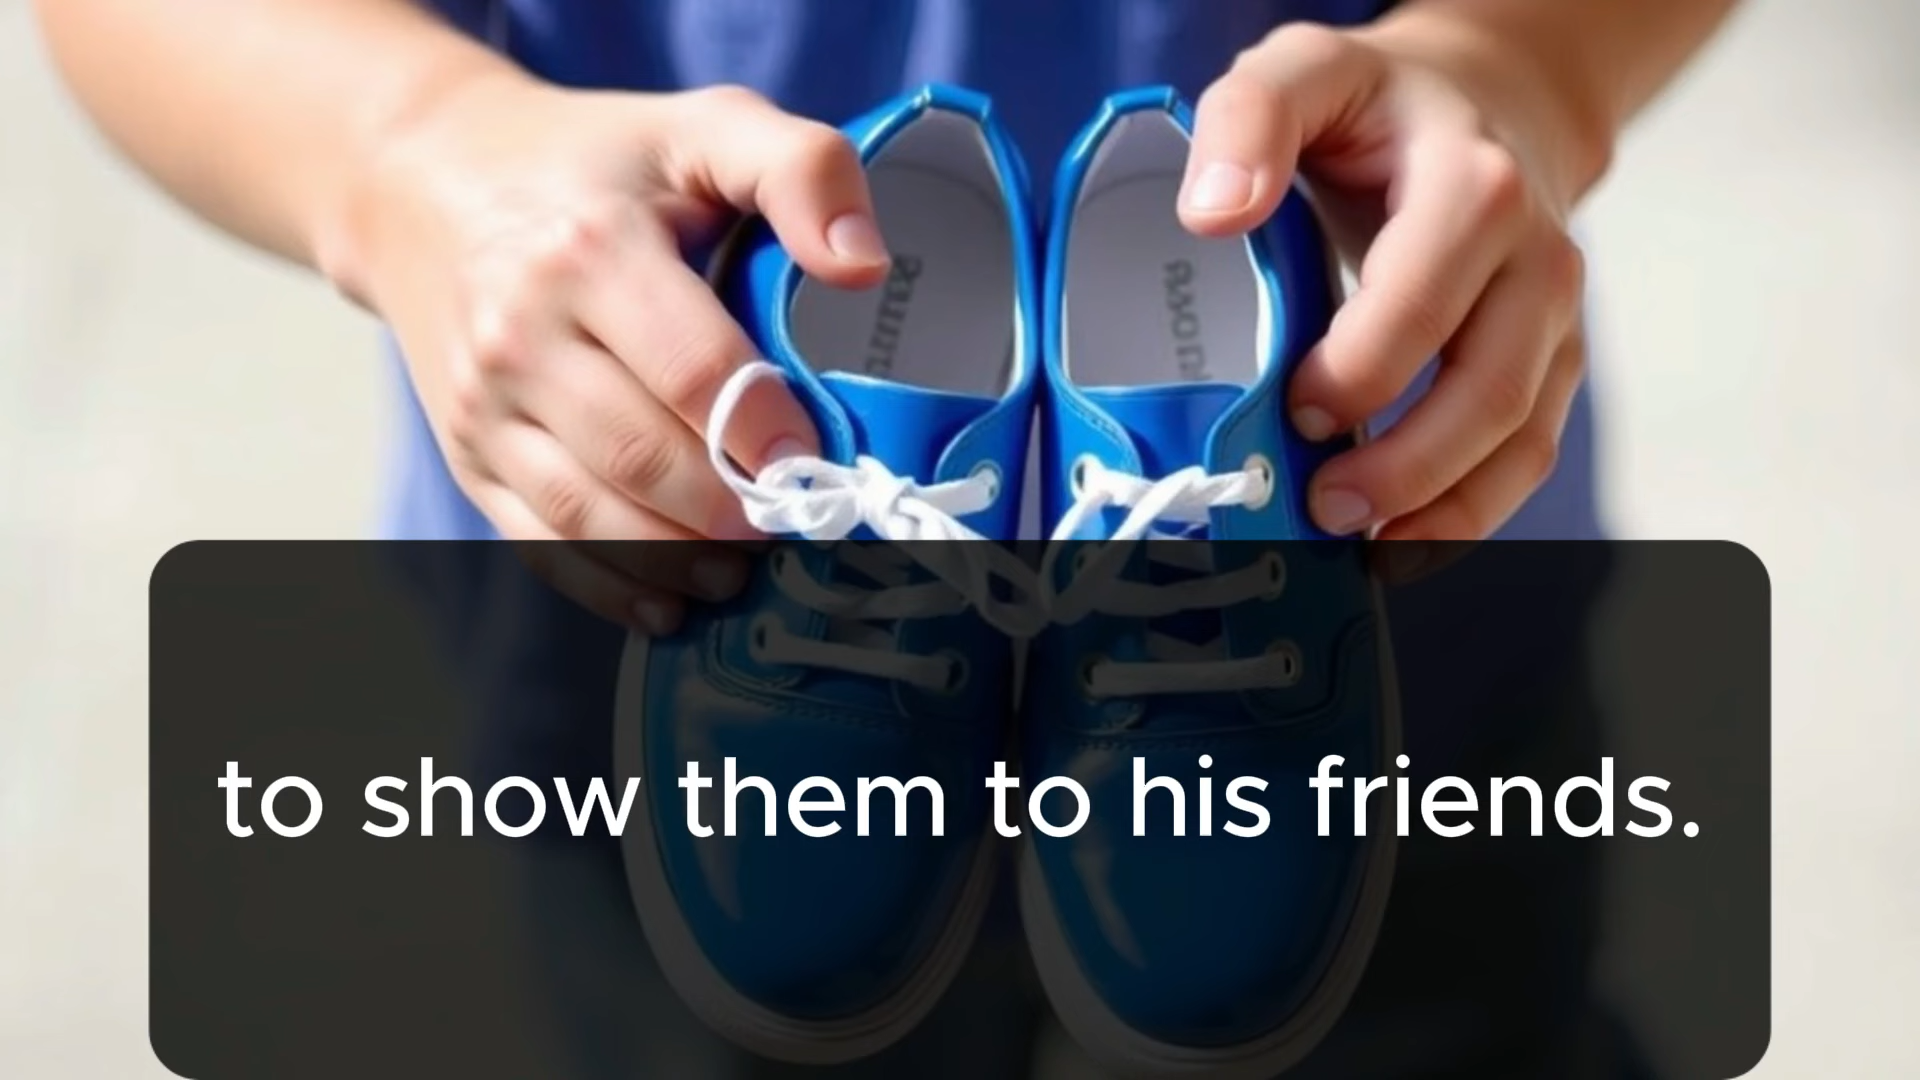 to show them to his friends.